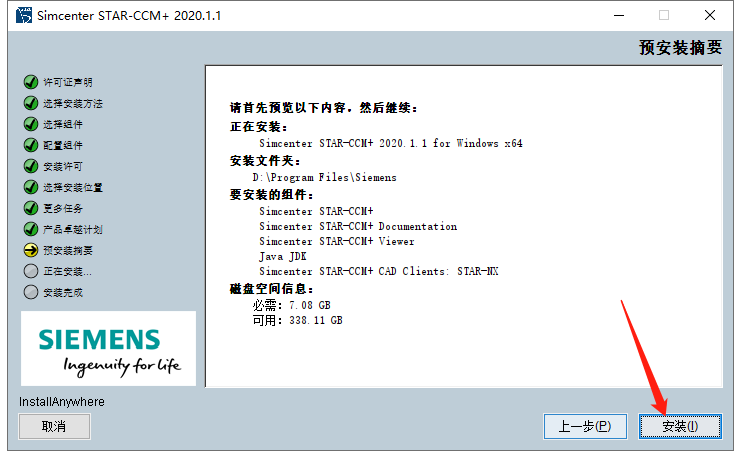 Simcenter STAR-CCM+ 2020.1.1
预安装摘要
许可证声明
选择安装方法
选择组件
配置组件
安装许可
选择安装位置
更多任务
产品卓越计划
预安装摘要
正在安装...
安装完成
请首先预览以下内容，然后继续：
正在安装：
Simcenter STAR-CCM+ 2020.1.1 for Windows x64
安装文件夹：
D:\Program Files\Siemens
要安装的组件：
Simcenter STAR-CCM+
Simcenter STAR-CCM+ Documentation
Simcenter STAR-CCM+ Viewer
Java JDK
Simcenter STAR-CCM+ CAD Clients: STAR-NX
磁盘空间信息：
必需：7.08 GB
可用：338.11 GB
SIEMENS
Ingenuity for life
InstallAnywhere
取消
上一步(P)
安装(I)